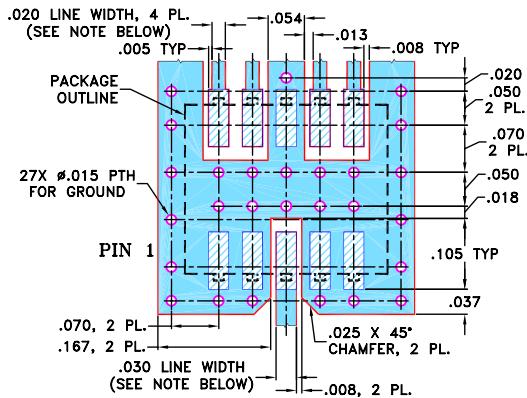 .020 LINE WIDTH, 4 PL.
(SEE NOTE BELOW)
.054
.013
.005 TYP
.008 TYP
PACKAGE
OUTLINE
.020
.050
2 PL.
.070
2 PL.
27X ø.015 PTH
FOR GROUND
.050
.018
PIN 1
.105 TYP
.037
.070, 2 PL.
.167, 2 PL.
.025 X 45°
CHAMFER, 2 PL.
.030 LINE WIDTH
(SEE NOTE BELOW)
.008, 2 PL.